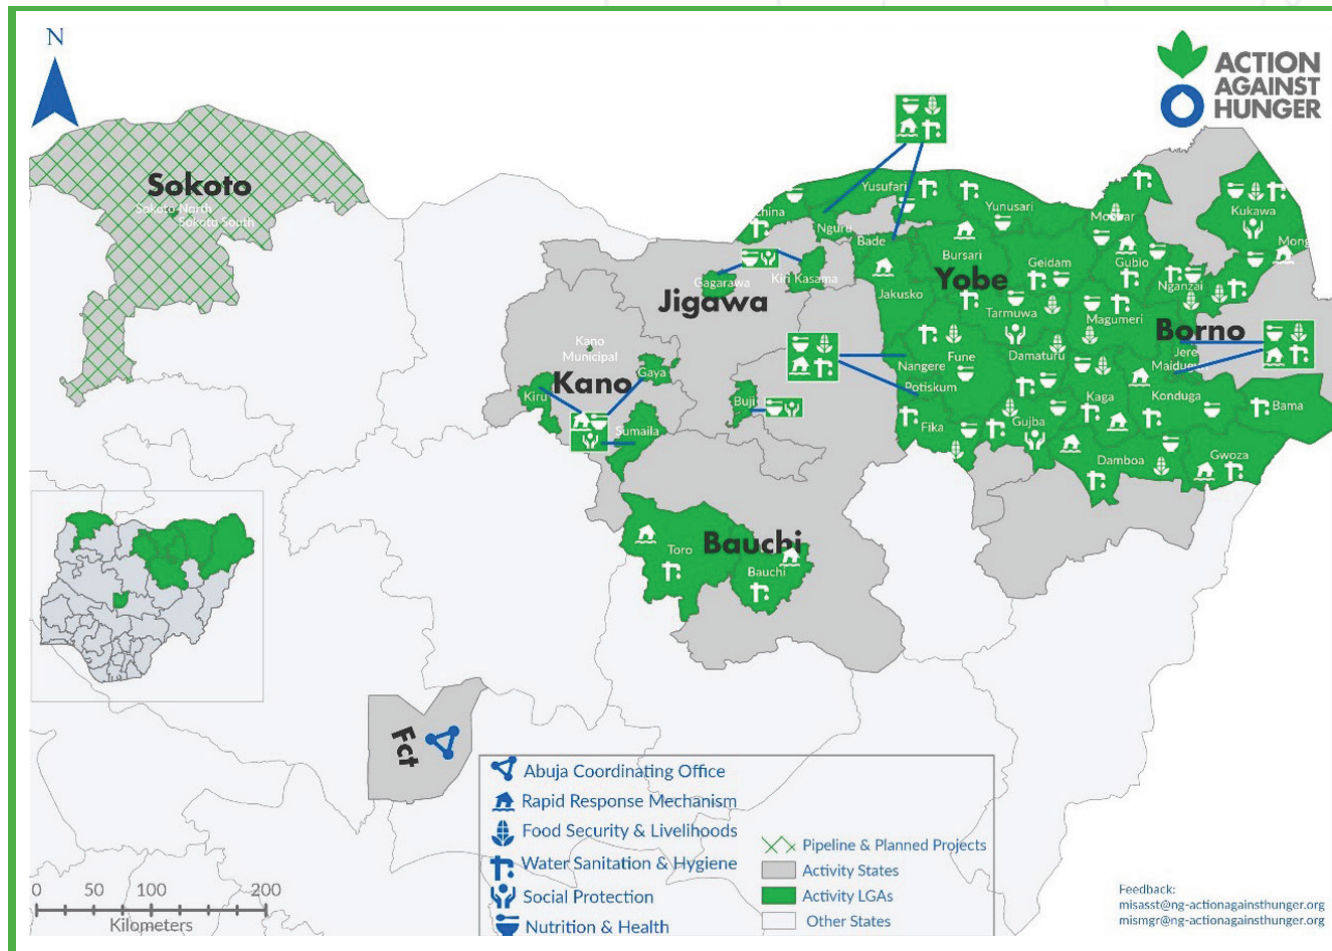 N
ACTION
AGAINST
HUNGER
Sokoto
Sokoto North
Sokoto South
Yusufari
Yunusari
Kukawa
Nguru
Bade
Bursari
Geidam
Gubio
Gagarawa
Kiri Kasama
Jigawa
Jakusko
Yobe
Nganzai
Tarmuwa
Magumeri
Borno
Kano
Municipal
Kano
Gaya
Kiru
Sumaila
Buji
Nangere
Fune
Damaturu
Jere
Potiskum
Kaga
Konduga
Bama
Fika
Gujba
Damboa
Gwoza
Bauchi
Toro
Bauchi
Fct
Abuja Coordinating Office
Rapid Response Mechanism
Food Security & Livelihoods
Water Sanitation & Hygiene
Social Protection
Nutrition & Health
Pipeline & Planned Projects
Activity States
Activity LGAs
Other States
0 50 100 200
Kilometers
Feedback:
misasst@ng-actionagainsthunger.org
mismgr@ng-actionagainsthunger.org